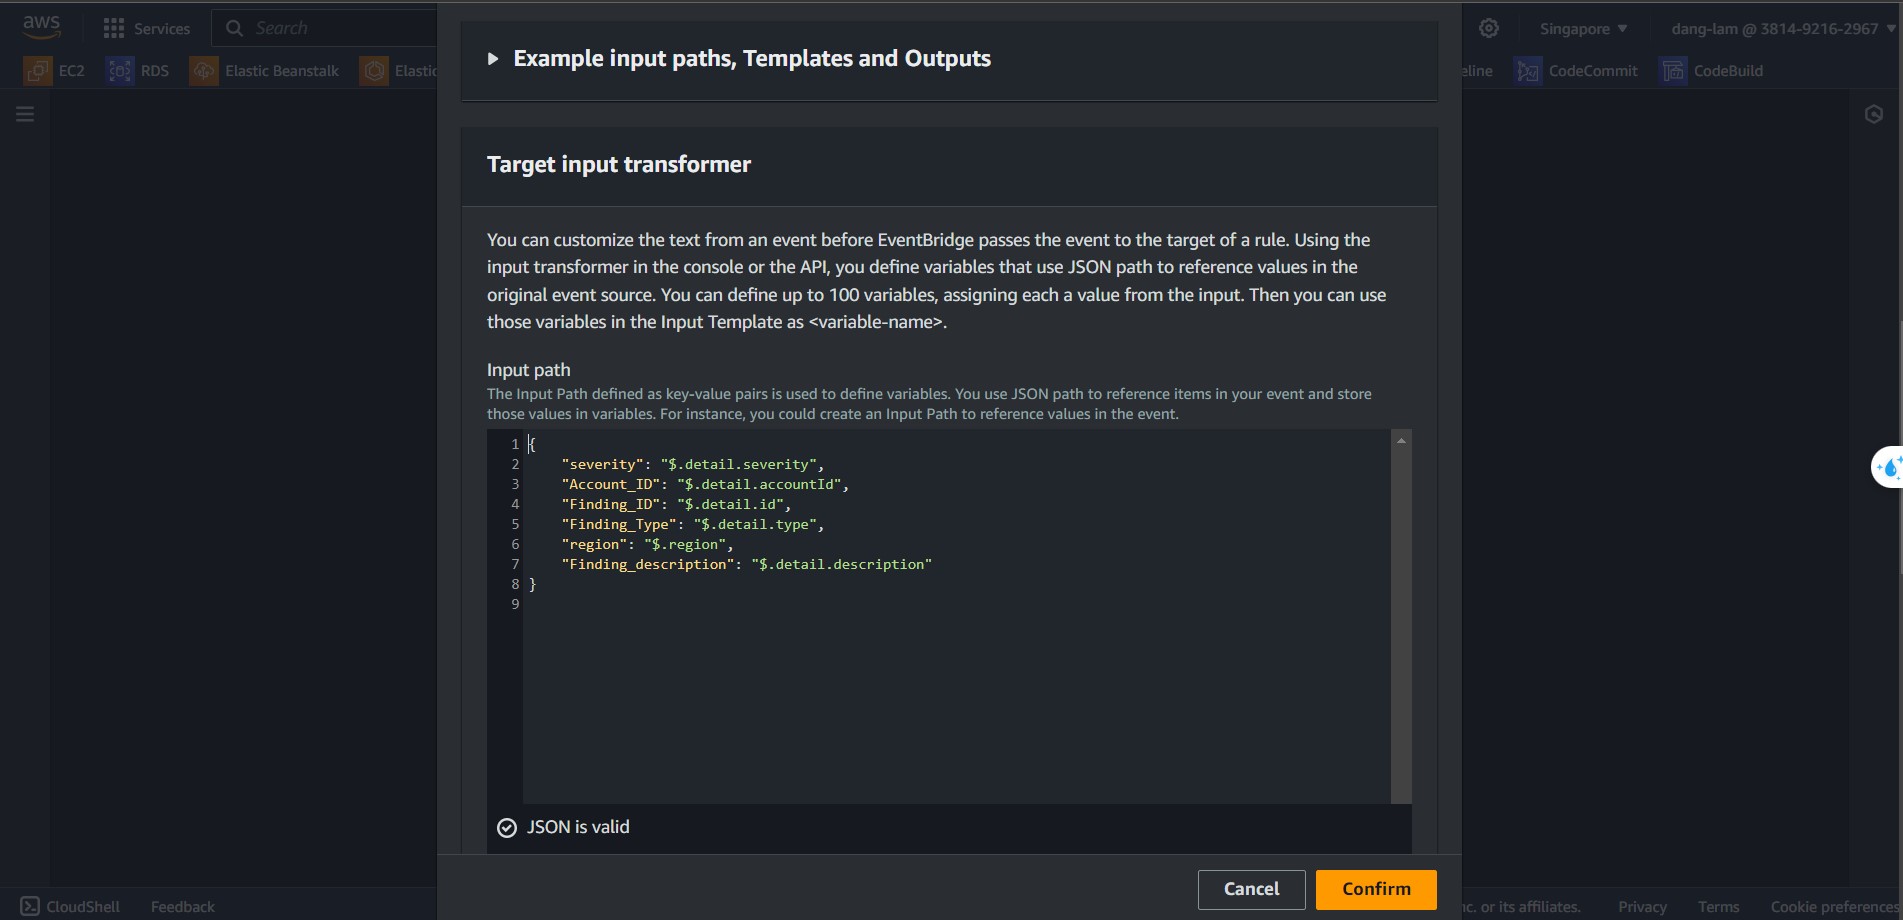 aws
Services
Search
Singapore
dang-lam @ 3814-9216-2967
EC2
RDS
Elastic Beanstalk
Elastic
eline
CodeCommit
CodeBuild
Example input paths, Templates and Outputs
Target input transformer
You can customize the text from an event before EventBridge passes the event to the target of a rule. Using the
input transformer in the console or the API, you define variables that use JSON path to reference values in the
original event source. You can define up to 100 variables, assigning each a value from the input. Then you can use
those variables in the Input Template as <variable-name>.
Input path
The Input Path defined as key-value pairs is used to define variables. You use JSON path to reference items in your event and store
those values in variables. For instance, you could create an Input Path to reference values in the event.
1 {
2 "severity": "$.detail.severity",
3 "Account_ID": "$.detail.accountId",
4 "Finding_ID": "$.detail.id",
5 "Finding_Type": "$.detail.type",
6 "region": "$.region",
7 "Finding_description": "$.detail.description"
8 }
9
JSON is valid
Cancel
Confirm
CloudShell
Feedback
nc. or its affiliates.
Privacy
Terms
Cookie preferences